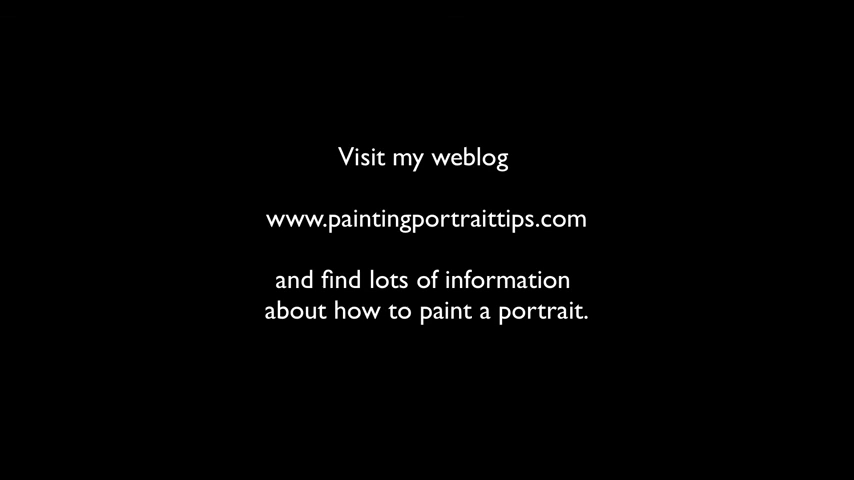 Visit my weblog
www.paintingportraittips.com
and find lots of information
about how to paint a portrait.